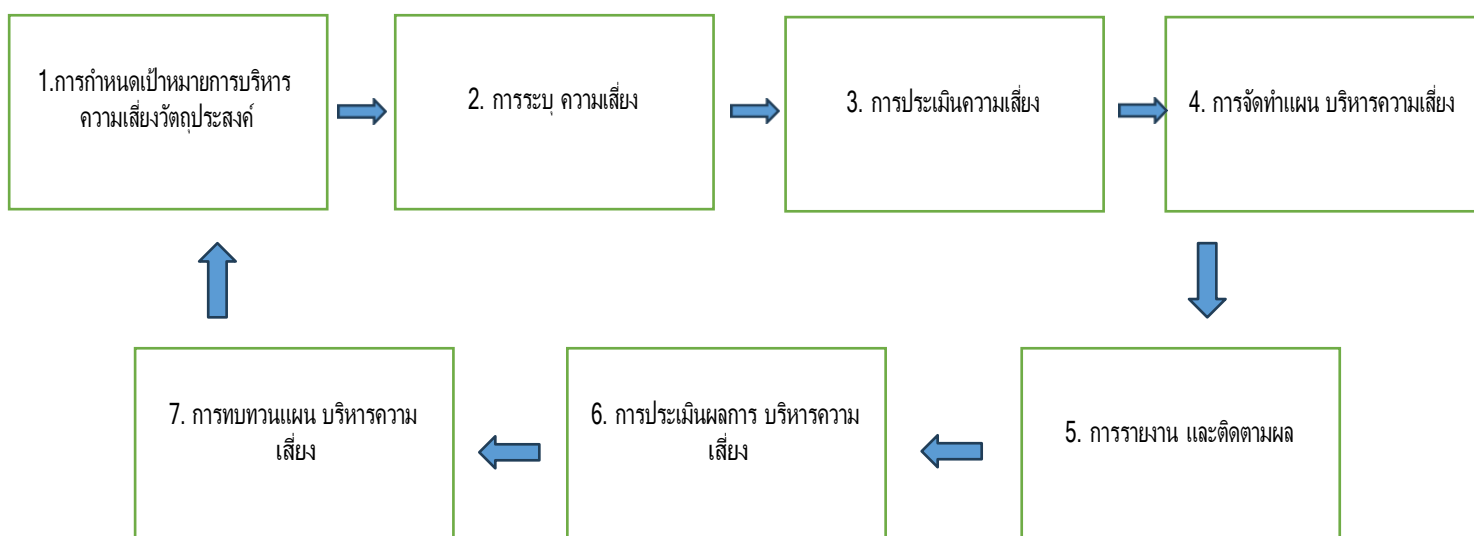 1.การกำหนดเป้าหมายการบริหาร
ความเสี่ยงวัตถุประสงค์
2. การระบุ ความเสี่ยง
3. การประเมินความเสี่ยง
4. การจัดทำแผน บริหารความเสี่ยง
5. การรายงาน และติดตามผล
6. การประเมินผลการ บริหารความ
เสี่ยง
7. การทบทวนแผน บริหารความ
เสี่ยง